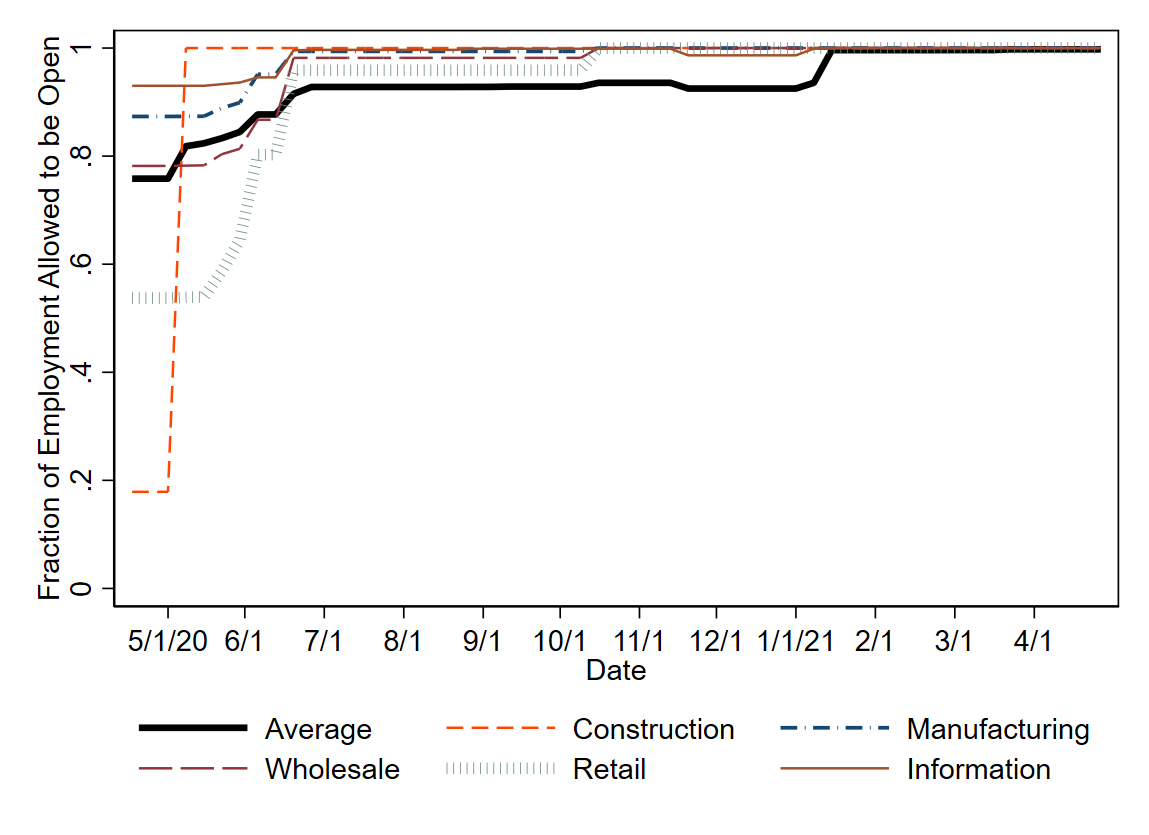 Fraction of Employment Allowed to be Open
1
.8
.6
.4
.2
0
5/1/20 6/1 7/1 8/1 9/1 10/1 11/1 12/1 1/1/21 2/1 3/1 4/1
Date
Average Construction Manufacturing
Wholesale Retail Information